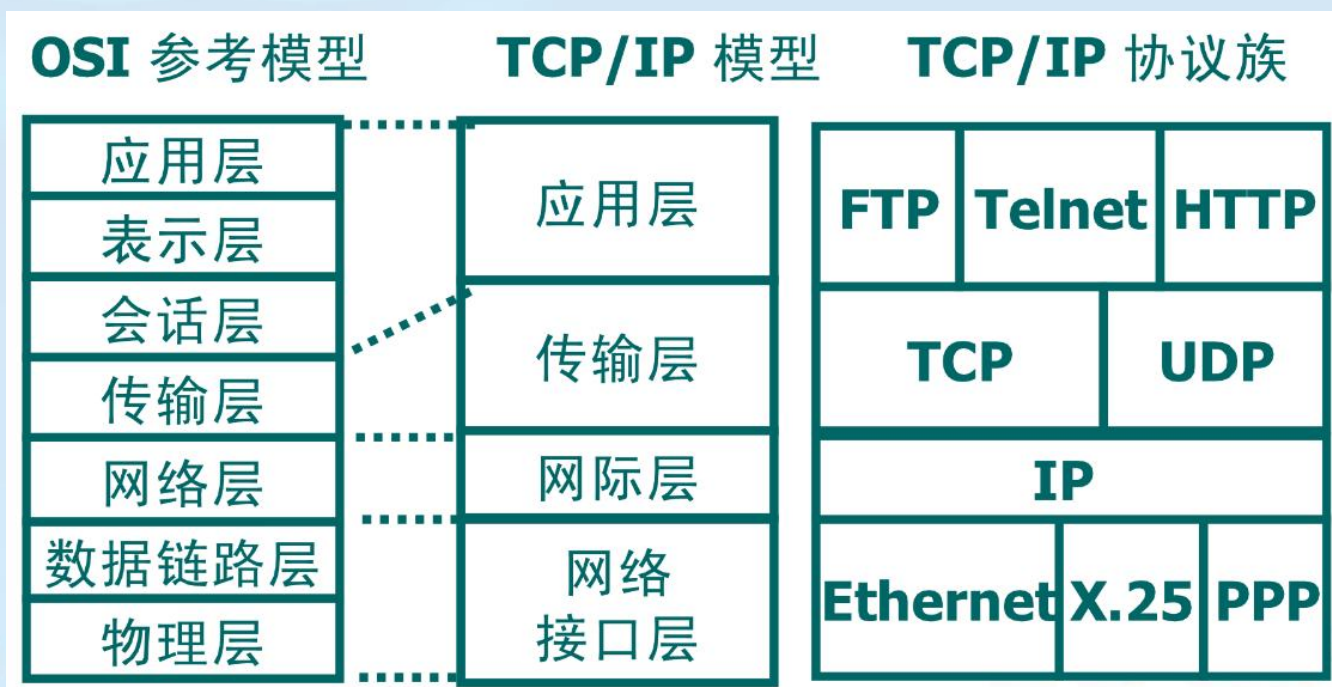 OSI 参考模型
TCP/IP 模型
TCP/IP 协议族
应用层
表示层
会话层
传输层
网络层
数据链路层
物理层
应用层
传输层
网际层
网络
接口层
FTP Telnet HTTP
TCP UDP
IP
Ethernet X.25 PPP